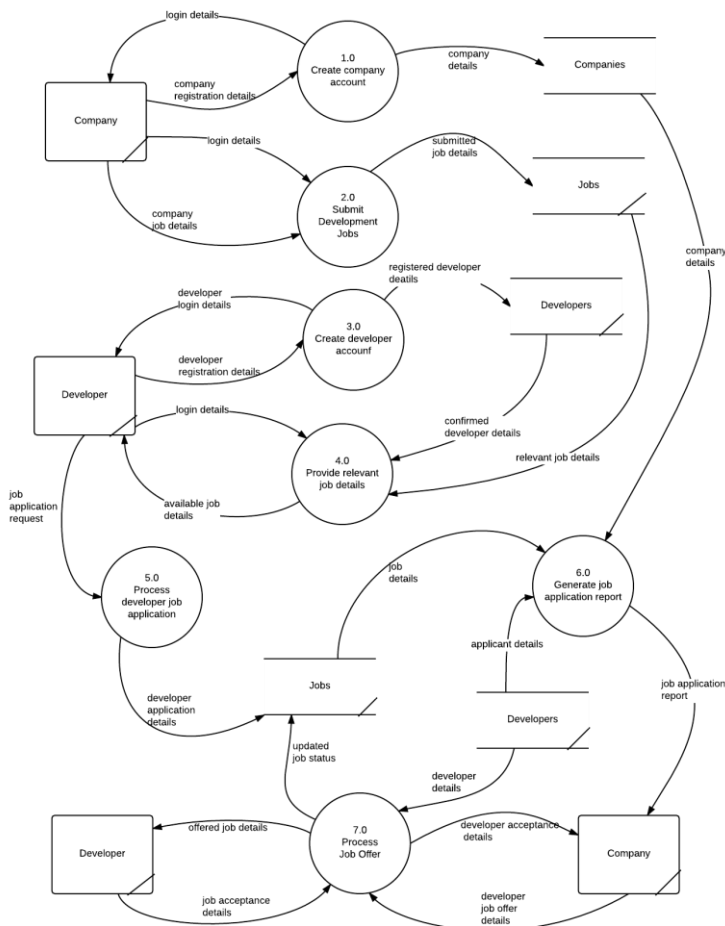 login details
1.0
Create company
account
company
details
Companies
company
registration details
Company
login details
submitted
job details
2.0
Submit
Development
Jobs
Jobs
company
job details
company
details
registered developer
deatils
developer
login details
Developers
3.0
Create developer
accounf
developer
registration details
Developer
login details
confirmed
developer details
4.0
Provide relevant
job details
relevant job details
available job
details
job
application
request
job
details
5.0
Process
developer job
application
6.0
Generate job
application report
applicant details
Jobs
job application
report
developer
application
details
Developers
updated
job status
developer
details
offered job details
7.0
Process
Job Offer
developer acceptance
details
Developer
Company
job acceptance
details
developer
job offer
details